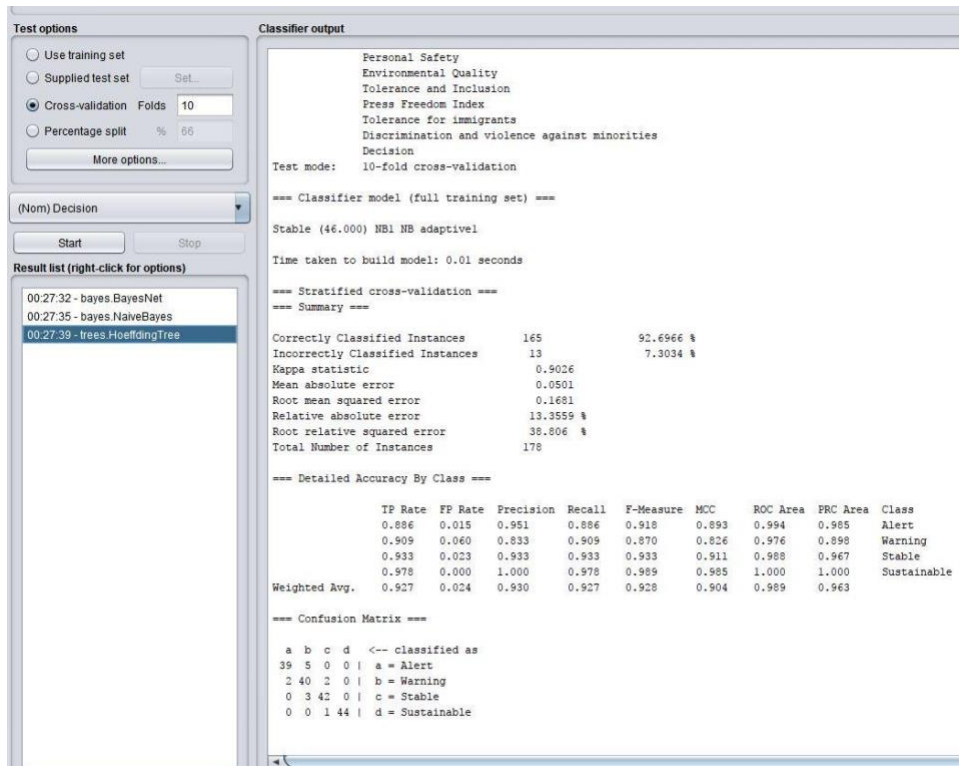 Test options
Use training set
Supplied test set Set...
Cross-validation Folds 10
Percentage split % 66
More options...
(Nom) Decision
Start Stop
Result list (right-click for options)
00:27:32 - bayes.BayesNet
00:27:35 - bayes.NaiveBayes
00:27:39 - trees.HoeffdingTree
Classifier output
Personal Safety
Environmental Quality
Tolerance and Inclusion
Press Freedom Index
Tolerance for immigrants
Discrimination and violence against minorities
Decision
Test mode: 10-fold cross-validation
=== Classifier model (full training set) ===
Stable (46.000) NB1 NB adaptive1
Time taken to build model: 0.01 seconds
=== Stratified cross-validation ===
=== Summary ===
Correctly Classified Instances 165 92.6966 %
Incorrectly Classified Instances 13 7.3034 %
Kappa statistic 0.9026
Mean absolute error 0.0501
Root mean squared error 0.1681
Relative absolute error 13.3559 %
Root relative squared error 38.806 %
Total Number of Instances 178
=== Detailed Accuracy By Class ===
TP Rate FP Rate Precision Recall F-Measure MCC ROC Area PRC Area Class
0.886 0.015 0.951 0.886 0.918 0.893 0.994 0.985 Alert
0.909 0.060 0.833 0.909 0.870 0.826 0.976 0.898 Warning
0.933 0.023 0.933 0.933 0.933 0.911 0.988 0.967 Stable
0.978 0.000 1.000 0.978 0.989 0.985 1.000 1.000 Sustainable
Weighted Avg. 0.927 0.024 0.930 0.927 0.928 0.904 0.989 0.963
=== Confusion Matrix ===
a b c d <-- classified as
39 5 0 0 | a = Alert
2 40 2 0 | b = Warning
0 3 42 0 | c = Stable
0 0 1 44 | d = Sustainable